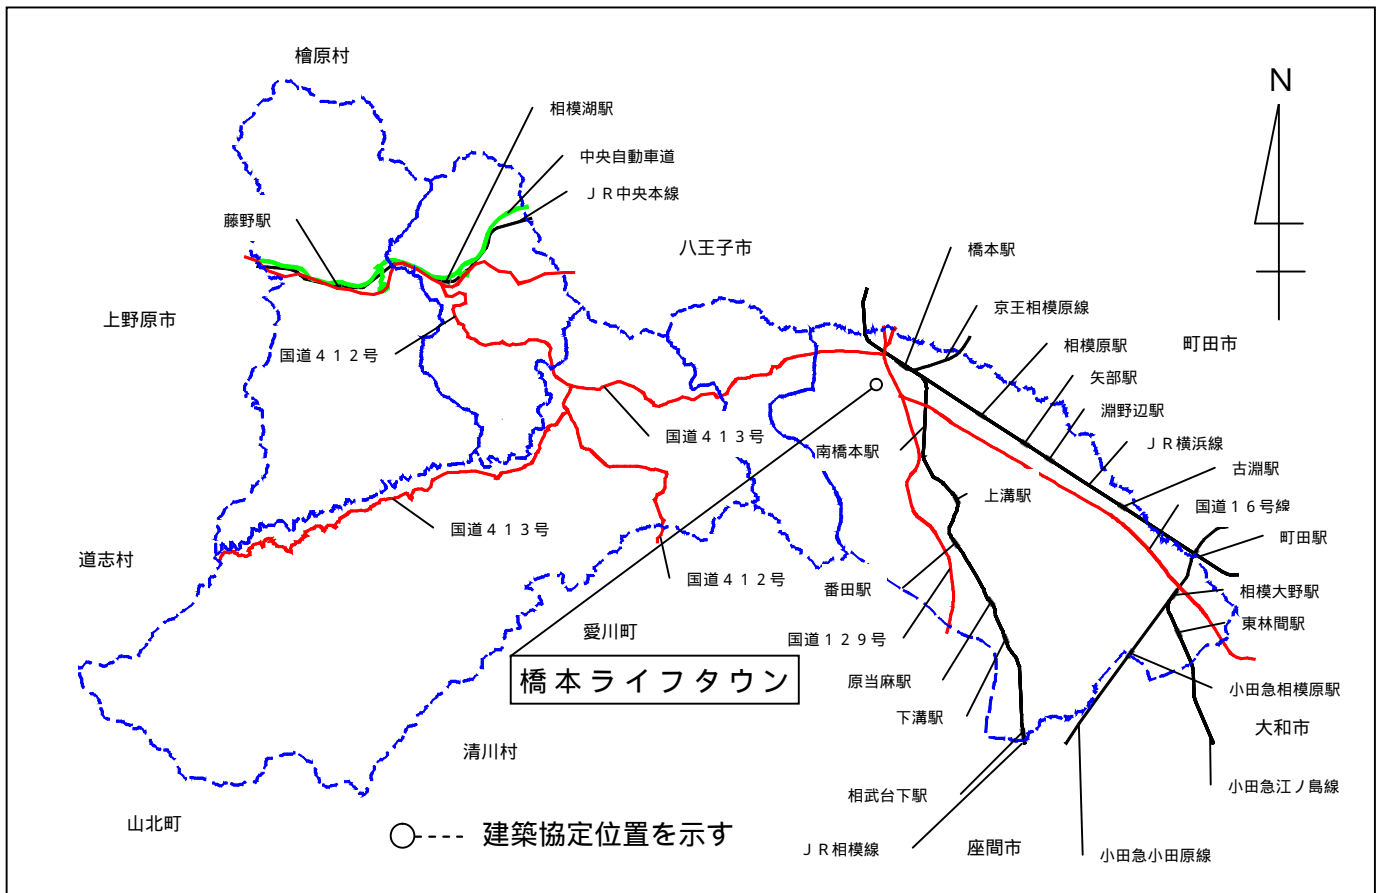 檜原村
N
相模湖駅
中央自動車道
ＪＲ中央本線
藤野駅
八王子市
橋本駅
京王相模原線
上野原市
国道４１２号
相模原駅
町田市
矢部駅
淵野辺駅
国道４１３号
南橋本駅
ＪＲ横浜線
古淵駅
上溝駅
国道１６号線
国道４１３号
町田駅
道志村
国道４１２号
番田駅
相模大野駅
東林間駅
愛川町
国道１２９号
橋本ライフタウン
原当麻駅
小田急相模原駅
下溝駅
大和市
清川村
小田急江ノ島線
相武台下駅
山北町
建築協定位置を示す
ＪＲ相模線
座間市
小田急小田原線